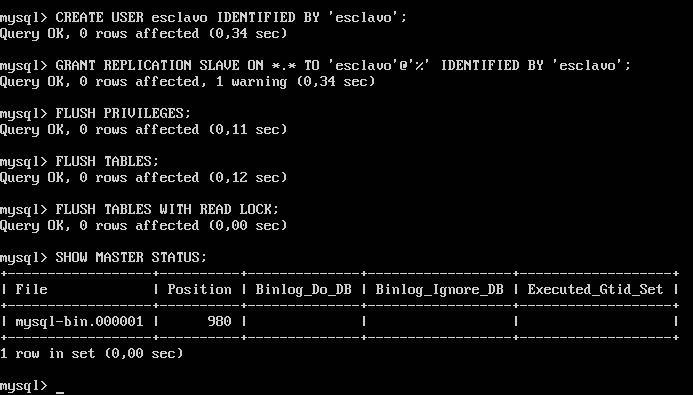 mysql> CREATE USER esclavo IDENTIFIED BY 'esclavo';
Query OK, 0 rows affected (0,34 sec)
mysql> GRANT REPLICATION SLAVE ON *.* TO 'esclavo'@'%' IDENTIFIED BY 'esclavo';
Query OK, 0 rows affected, 1 warning (0,34 sec)
mysql> FLUSH PRIVILEGES;
Query OK, 0 rows affected (0,11 sec)
mysql> FLUSH TABLES;
Query OK, 0 rows affected (0,12 sec)
mysql> FLUSH TABLES WITH READ LOCK;
Query OK, 0 rows affected (0,00 sec)
mysql> SHOW MASTER STATUS;
+------------------+----------+--------------+------------------+-------------------+
| File             | Position | Binlog_Do_DB | Binlog_Ignore_DB | Executed_Gtid_Set |
+------------------+----------+--------------+------------------+-------------------+
| mysql-bin.000001 |      980 |              |                  |                   |
+------------------+----------+--------------+------------------+-------------------+
1 row in set (0,00 sec)
mysql> _